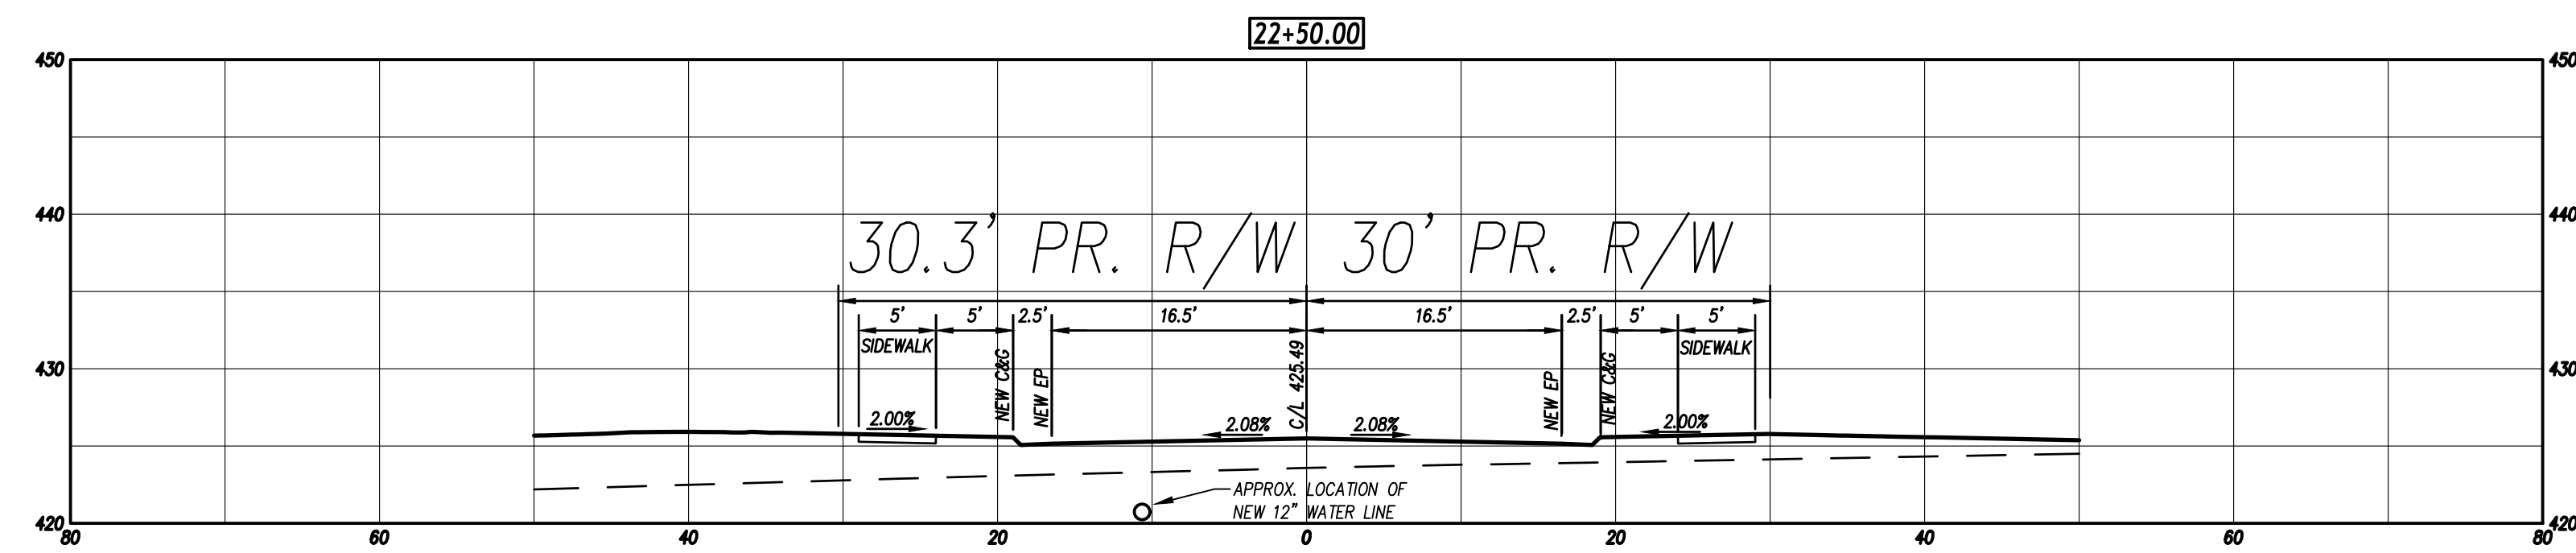 22+50.00
450 450
440 440
30.3' PR. R/W 30' PR. R/W
5' 5' 2.5' 16.5' 16.5' 2.5' 5' 5'
SIDEWALK SIDEWALK
NEW C&G
NEW EP
C/L 425.49
NEW EP
NEW C&G
430 430
2.00% 2.08% 2.08% 2.00%
APPROX. LOCATION OF
NEW 12" WATER LINE
420 420
80 60 40 20 0 20 40 60 80